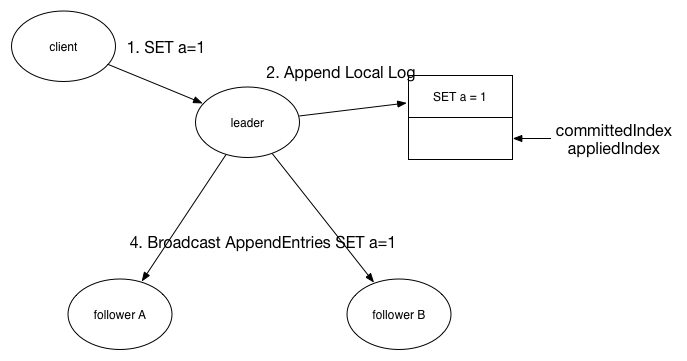 client
1. SET a=1
2. Append Local Log
SET a = 1
leader
committedIndex
appliedIndex
4. Broadcast AppendEntries SET a=1
follower A
follower B